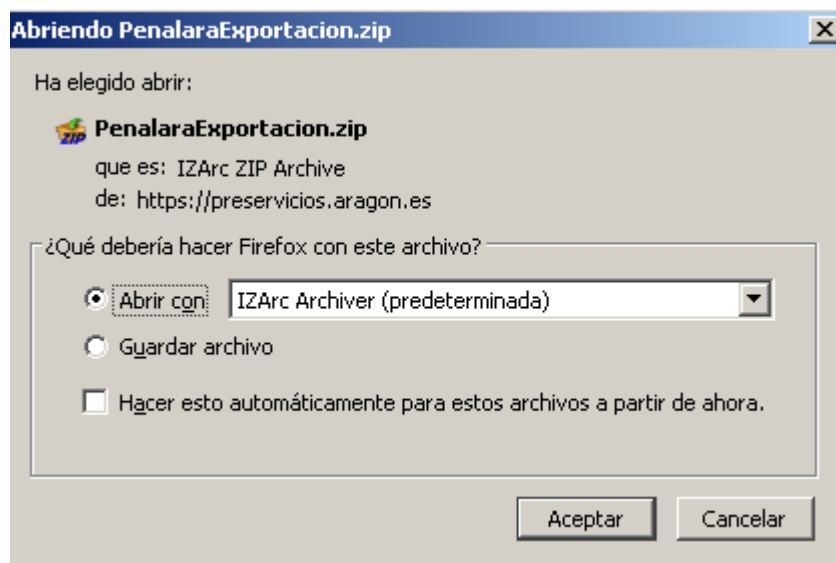 Abriendo PenalaraExportacion.zip
Ha elegido abrir:
ZIP
PenalaraExportacion.zip
que es: IZArc ZIP Archive
de: https://preservicios.aragon.es
¿Qué debería hacer Firefox con este archivo?
Abrir con
IZArc Archiver (predeterminada)
Guardar archivo
Hacer esto automáticamente para estos archivos a partir de ahora.
Aceptar
Cancelar